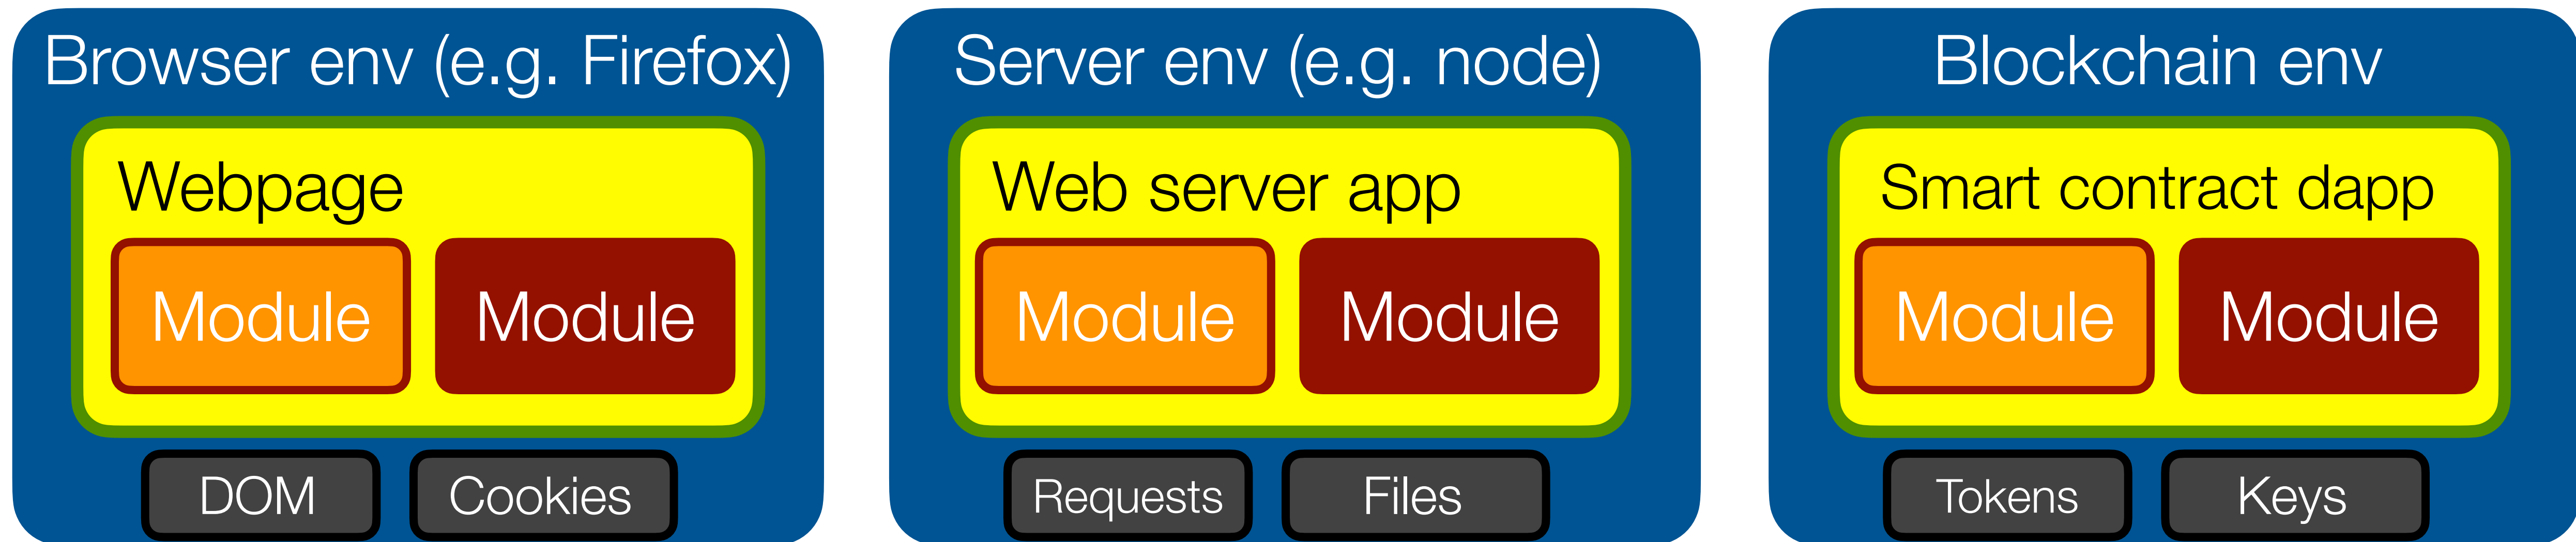 Browser env (e.g. Firefox)
Webpage
Module
Module
DOM
Cookies
Server env (e.g. node)
Web server app
Module
Module
Requests
Files
Blockchain env
Smart contract dapp
Module
Module
Tokens
Keys